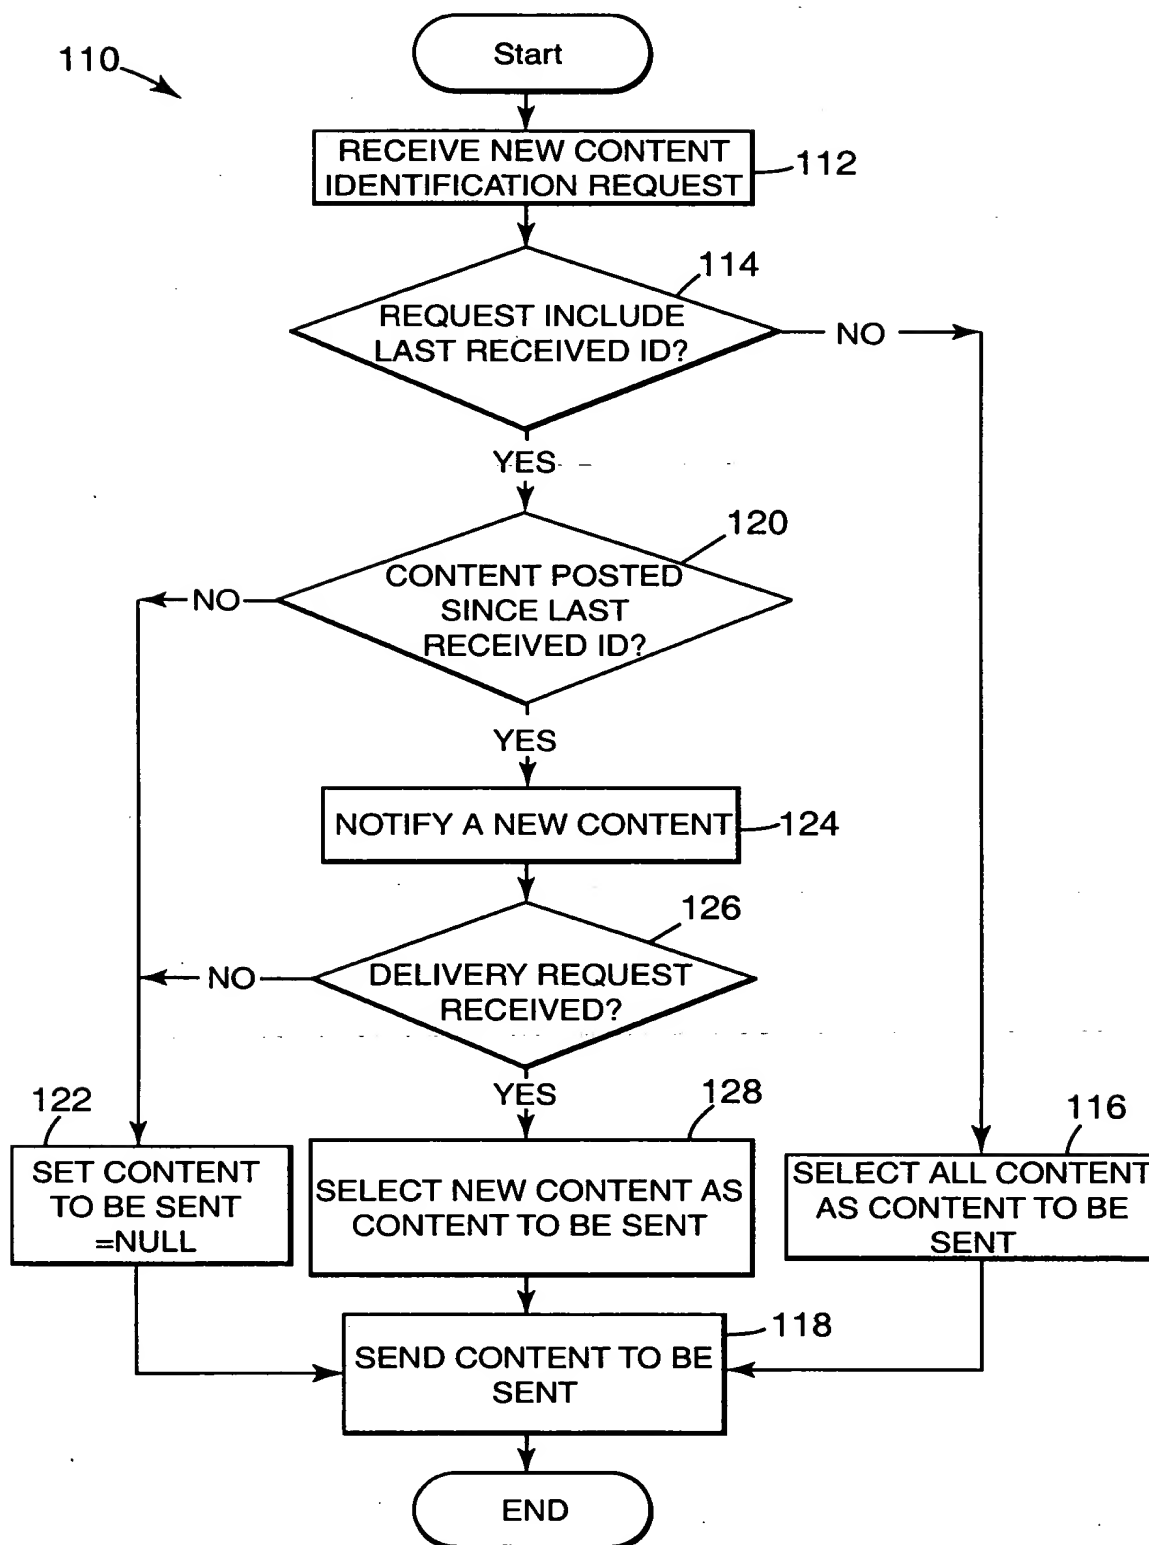 Start
110
RECEIVE NEW CONTENT
IDENTIFICATION REQUEST
112
114
REQUEST INCLUDE
LAST RECEIVED ID?
NO
YES
120
CONTENT POSTED
SINCE LAST
RECEIVED ID?
NO
YES
NOTIFY A NEW CONTENT
124
126
DELIVERY REQUEST
RECEIVED?
NO
YES
122
SET CONTENT
TO BE SENT
=NULL
128
SELECT NEW CONTENT AS
CONTENT TO BE SENT
116
SELECT ALL CONTENT
AS CONTENT TO BE
SENT
118
SEND CONTENT TO BE
SENT
END